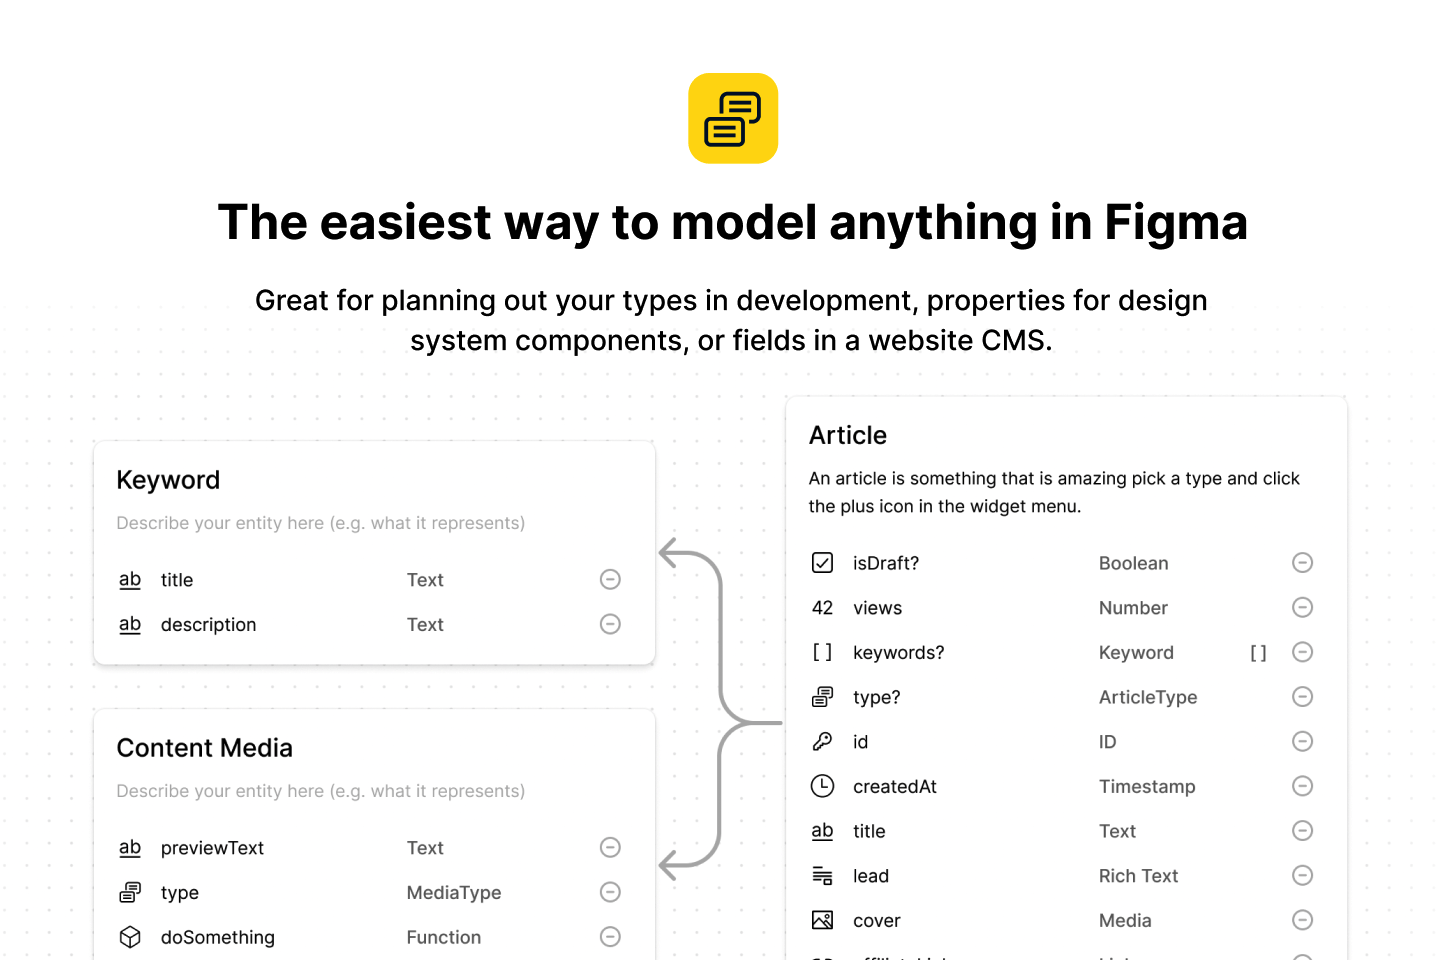 The easiest way to model anything in Figma
Great for planning out your types in development, properties for design
system components, or fields in a website CMS.
Keyword
Describe your entity here (e.g. what it represents)
ab title Text
ab description Text
Content Media
Describe your entity here (e.g. what it represents)
ab previewText Text
type MediaType
doSomething Function
Article
An article is something that is amazing pick a type and click
the plus icon in the widget menu.
isDraft? Boolean
42 views Number
[ ] keywords? Keyword [ ]
type? ArticleType
id ID
createdAt Timestamp
ab title Text
lead Rich Text
cover Media